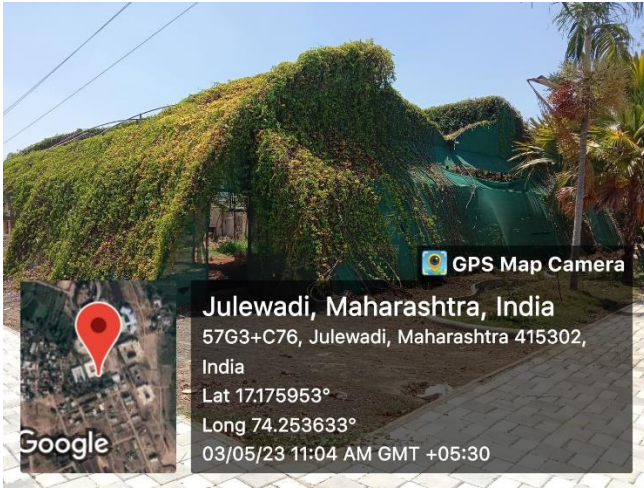 GPS Map Camera
Julewadi, Maharashtra, India
57G3+C76, Julewadi, Maharashtra 415302,
India
Lat 17.175953°
Long 74.253633°
03/05/23 11:04 AM GMT +05:30
Google